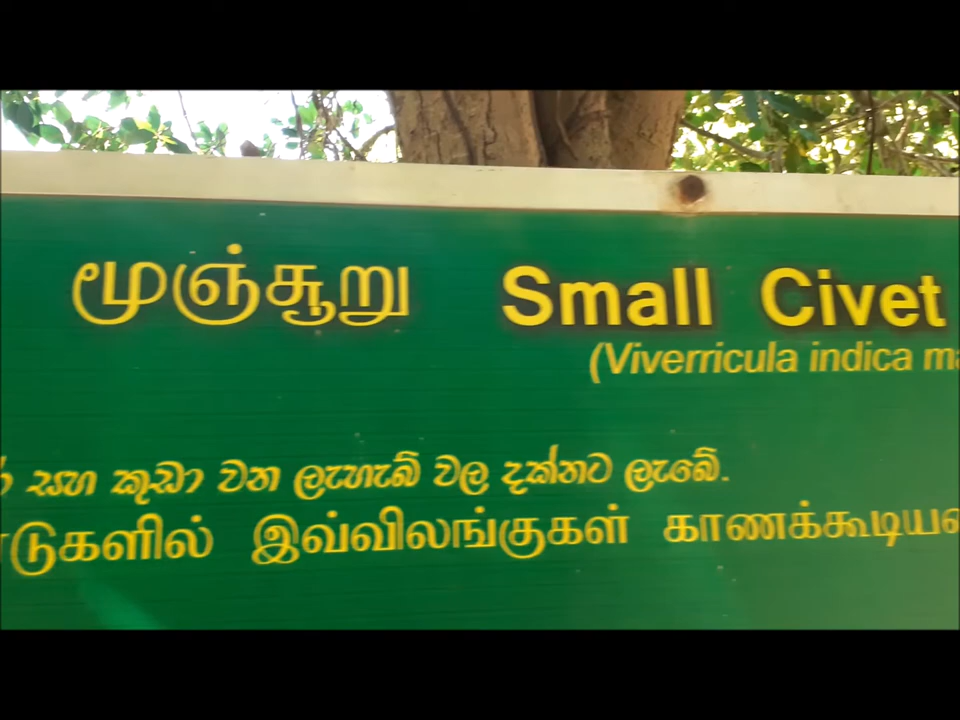 மூஞ்சூறு Small Civet
(Viverricula indica
සහ කුඩා වන ලැහැබ් වල දක්නට ලැබේ.
இவ்விலங்குகள்